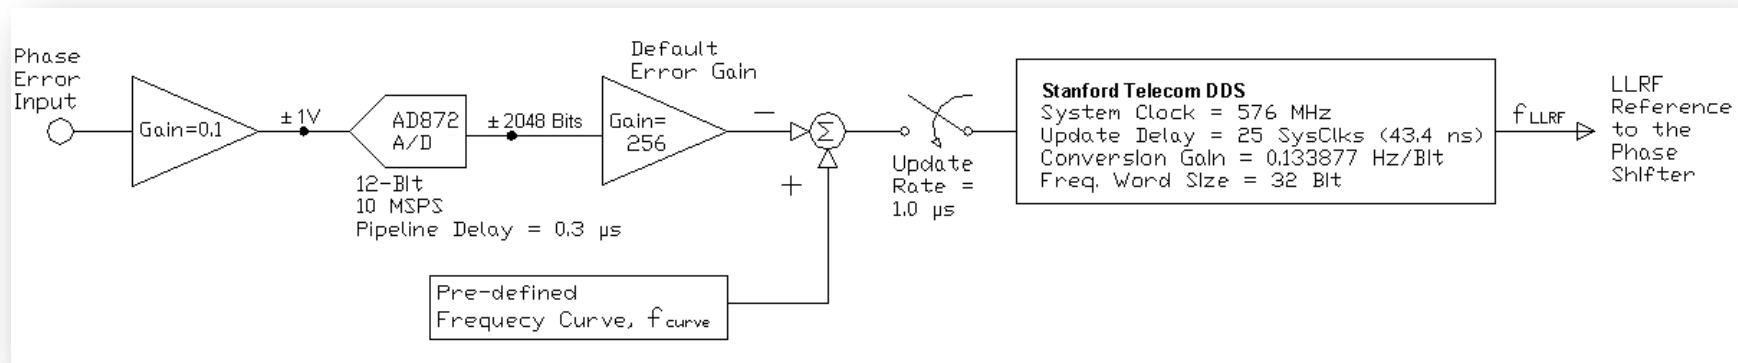 Phase
Error
Input
Gain=0.1
±1V
AD872
A/D
12-Bit
10 MSPS
Pipeline Delay = 0.3 µs
±2048 Bits
Default
Error Gain
Gain=
256
−
+
Σ
Pre-defined
Frequecy Curve, fcurve
Update
Rate =
1.0 µs
Stanford Telecom DDS
System Clock = 576 MHz
Update Delay = 25 SysClks (43.4 ns)
Conversion Gain = 0.133877 Hz/Bit
Freq. Word Size = 32 Bit
fLLRF
LLRF
Reference
to the
Phase
Shifter